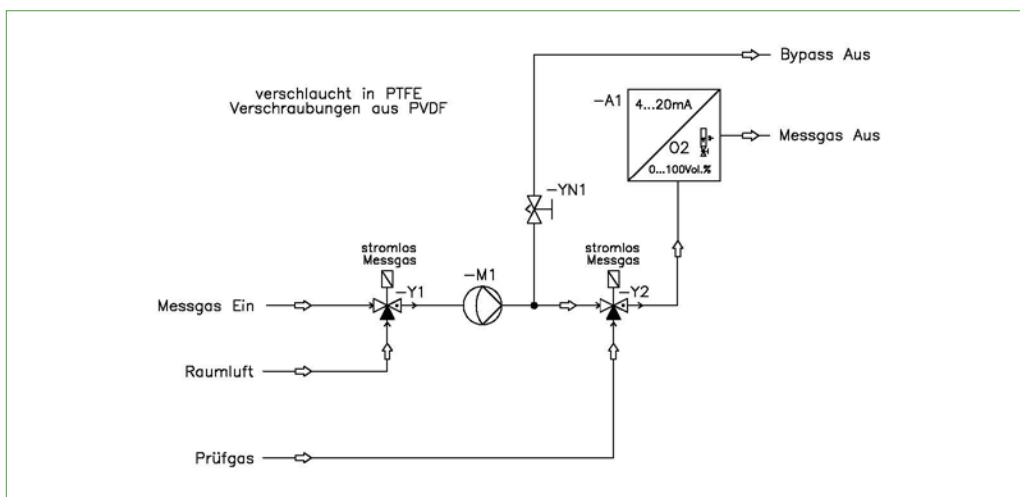 Bypass Aus
verschlaucht in PTFE
Verschraubungen aus PVDF
-A1
4...20mA
Messgas Aus
O2
0...100Vol.%
-YN1
stromlos
Messgas
stromlos
Messgas
-M1
-Y1
-Y2
Messgas Ein
Raumluft
Prüfgas